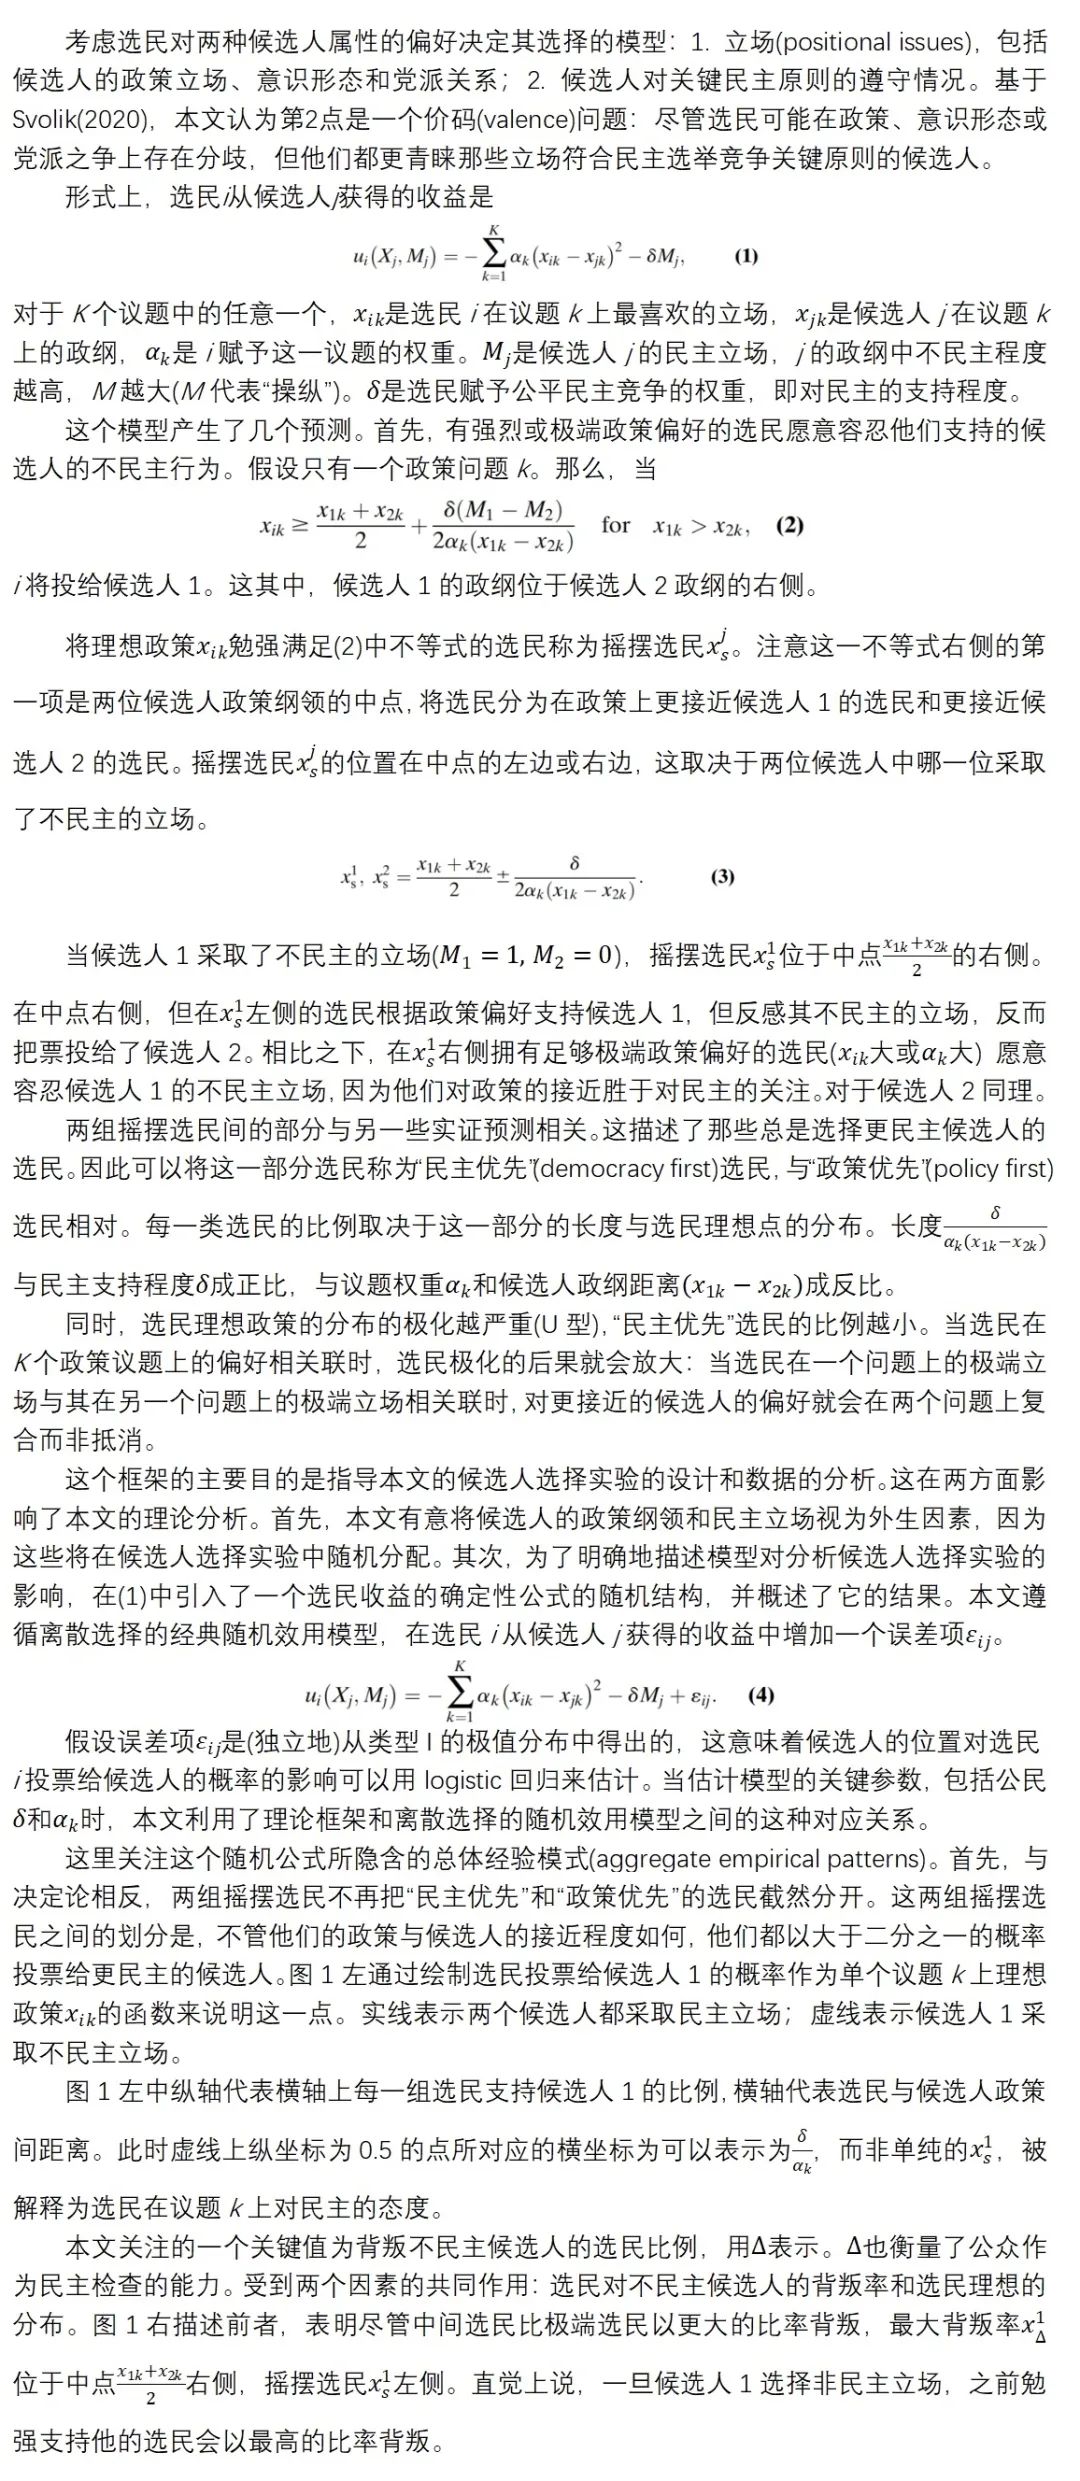 考虑选民对两种候选人属性的偏好决定其选择的模型：1. 立场(positional issues)，包括
候选人的政策立场、意识形态和党派关系；2. 候选人对关键民主原则的遵守情况。基于
Svolik(2020)，本文认为第2点是一个价码(valence)问题：尽管选民可能在政策、意识形态或
党派之争上存在分歧，但他们都更青睐那些立场符合民主选举竞争关键原则的候选人。
形式上，选民i从候选人j获得的收益是
u_i(X_j, M_j) = −∑_{k=1}^{K} α_k(x_{ik} − x_{jk})² − δM_j, (1)
对于 K 个议题中的任意一个，x_{ik}是选民 i 在议题 k 上最喜欢的立场，x_{jk}是候选人 j 在议题 k
上的政纲，α_k是 i 赋予这一议题的权重。M_j是候选人 j 的民主立场，j 的政纲中不民主程度
越高，M 越大(M 代表“操纵”)。δ是选民赋予公平民主竞争的权重，即对民主的支持程度。
这个模型产生了几个预测。首先，有强烈或极端政策偏好的选民愿意容忍他们支持的候
选人的不民主行为。假设只有一个政策问题 k。那么，当
x_{ik} ≥ (x_{1k} + x_{2k})/2 + δ(M_1 − M_2)/(2α_k(x_{1k} − x_{2k})) for x_{1k} > x_{2k}, (2)
i 将投给候选人 1。这其中，候选人 1 的政纲位于候选人 2 政纲的右侧。
将理想政策x_{ik}勉强满足(2)中不等式的选民称为摇摆选民x_s^j。注意这一不等式右侧的第
一项是两位候选人政策纲领的中点，将选民分为在政策上更接近候选人 1 的选民和更接近候
选人 2 的选民。摇摆选民x_s^j的位置在中点的左边或右边，这取决于两位候选人中哪一位采取
了不民主的立场。
x_s^1, x_s^2 = (x_{1k} + x_{2k})/2 ± δ/(2α_k(x_{1k} − x_{2k})). (3)
当候选人 1 采取了不民主的立场(M_1 = 1, M_2 = 0)，摇摆选民x_s^1位于中点(x_{1k}+x_{2k})/2的右侧。
在中点右侧，但在x_s^1左侧的选民根据政策偏好支持候选人 1，但反感其不民主的立场，反而
把票投给了候选人 2。相比之下，在x_s^1右侧拥有足够极端政策偏好的选民(x_{ik}大或α_k大) 愿意
容忍候选人 1 的不民主立场，因为他们对政策的接近胜于对民主的关注。对于候选人 2 同理。
两组摇摆选民间的部分与另一些实证预测相关。这描述了那些总是选择更民主候选人的
选民。因此可以将这一部分选民称为“民主优先”(democracy first)选民，与“政策优先”(policy first)
选民相对。每一类选民的比例取决于这一部分的长度与选民理想点的分布。长度δ/(α_k(x_{1k}−x_{2k}))
与民主支持程度δ成正比，与议题权重α_k和候选人政纲距离(x_{1k} − x_{2k})成反比。
同时，选民理想政策的分布的极化越严重(U 型)，“民主优先”选民的比例越小。当选民在
K 个政策议题上的偏好相关联时，选民极化的后果就会放大：当选民在一个问题上的极端立
场与其在另一个问题上的极端立场相关联时，对更接近的候选人的偏好就会在两个问题上复
合而非抵消。
这个框架的主要目的是指导本文的候选人选择实验的设计和数据的分析。这在两方面影
响了本文的理论分析。首先，本文有意将候选人的政策纲领和民主立场视为外生因素，因为
这些将在候选人选择实验中随机分配。其次，为了明确地描述模型对分析候选人选择实验的
影响，在(1)中引入了一个选民收益的确定性公式的随机结构，并概述了它的结果。本文遵
循离散选择的经典随机效用模型，在选民 i 从候选人 j 获得的收益中增加一个误差项ε_{ij}。
u_i(X_j, M_j) = −∑_{k=1}^{K} α_k(x_{ik} − x_{jk})² − δM_j + ε_{ij}. (4)
假设误差项ε_{ij}是(独立地)从类型 I 的极值分布中得出的，这意味着候选人的位置对选民
i 投票给候选人的概率的影响可以用 logistic 回归来估计。当估计模型的关键参数，包括公民
δ和α_k时，本文利用了理论框架和离散选择的随机效用模型之间的这种对应关系。
这里关注这个随机公式所隐含的总体经验模式(aggregate empirical patterns)。首先，与
决定论相反，两组摇摆选民不再把“民主优先”和“政策优先”的选民截然分开。这两组摇摆选
民之间的划分是，不管他们的政策与候选人的接近程度如何，他们都以大于二分之一的概率
投票给更民主的候选人。图 1 左通过绘制选民投票给候选人 1 的概率作为单个议题 k 上理想
政策x_{ik}的函数来说明这一点。实线表示两个候选人都采取民主立场；虚线表示候选人 1 采
取不民主立场。
图 1 左中纵轴代表横轴上每一组选民支持候选人 1 的比例，横轴代表选民与候选人政策
间距离。此时虚线上纵坐标为 0.5 的点所对应的横坐标为可以表示为δ/α_k，而非单纯的x_s^1，被
解释为选民在议题 k 上对民主的态度。
本文关注的一个关键值为背叛不民主候选人的选民比例，用Δ表示。Δ也衡量了公众作
为民主检查的能力。受到两个因素的共同作用：选民对不民主候选人的背叛率和选民理想的
分布。图 1 右描述前者，表明尽管中间选民比极端选民以更大的比率背叛，最大背叛率x_Δ^1
位于中点(x_{1k}+x_{2k})/2右侧，摇摆选民x_s^1左侧。直觉上说，一旦候选人 1 选择非民主立场，之前勉
强支持他的选民会以最高的比率背叛。